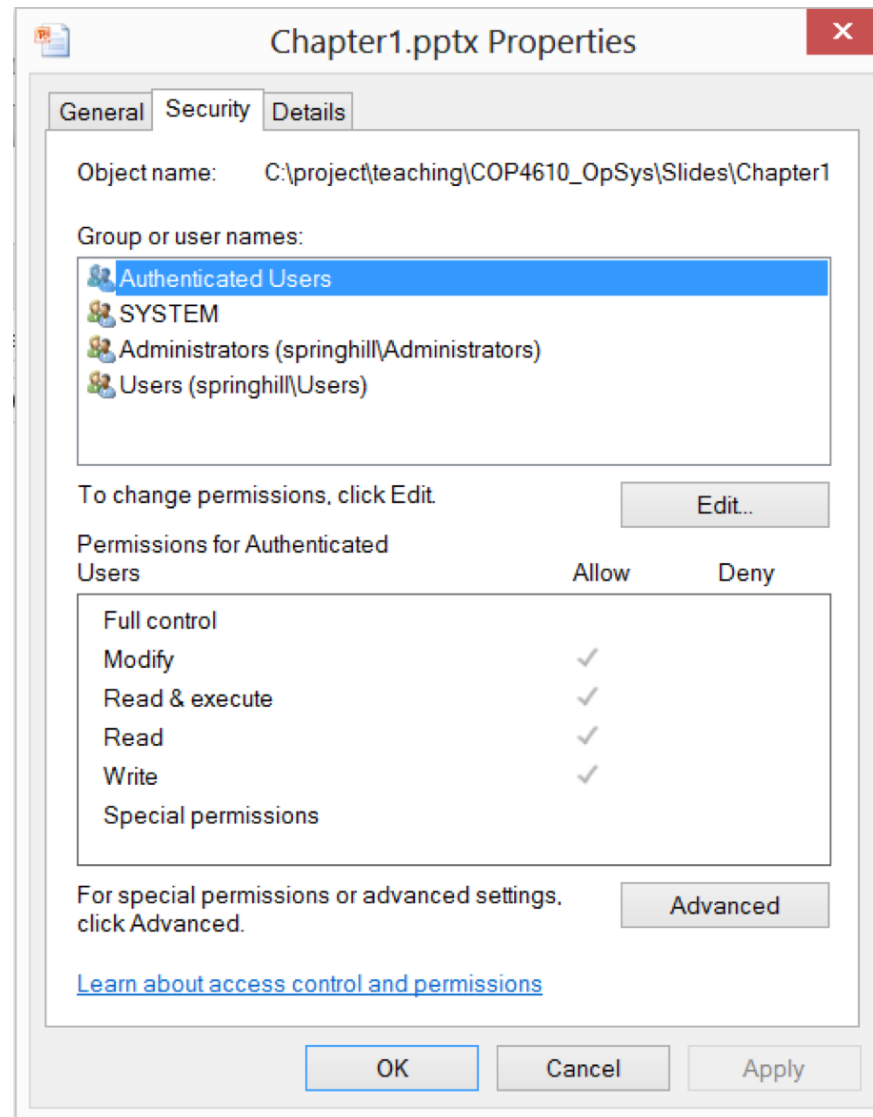 Chapter1.pptx Properties
General Security Details
Object name: C:\project\teaching\COP4610_OpSys\Slides\Chapter1
Group or user names:
Authenticated Users
SYSTEM
Administrators (springhill\Administrators)
Users (springhill\Users)
To change permissions, click Edit.
Edit...
Permissions for Authenticated
Users Allow Deny
Full control
Modify
Read & execute
Read
Write
Special permissions
For special permissions or advanced settings,
click Advanced.
Advanced
Learn about access control and permissions
OK Cancel Apply